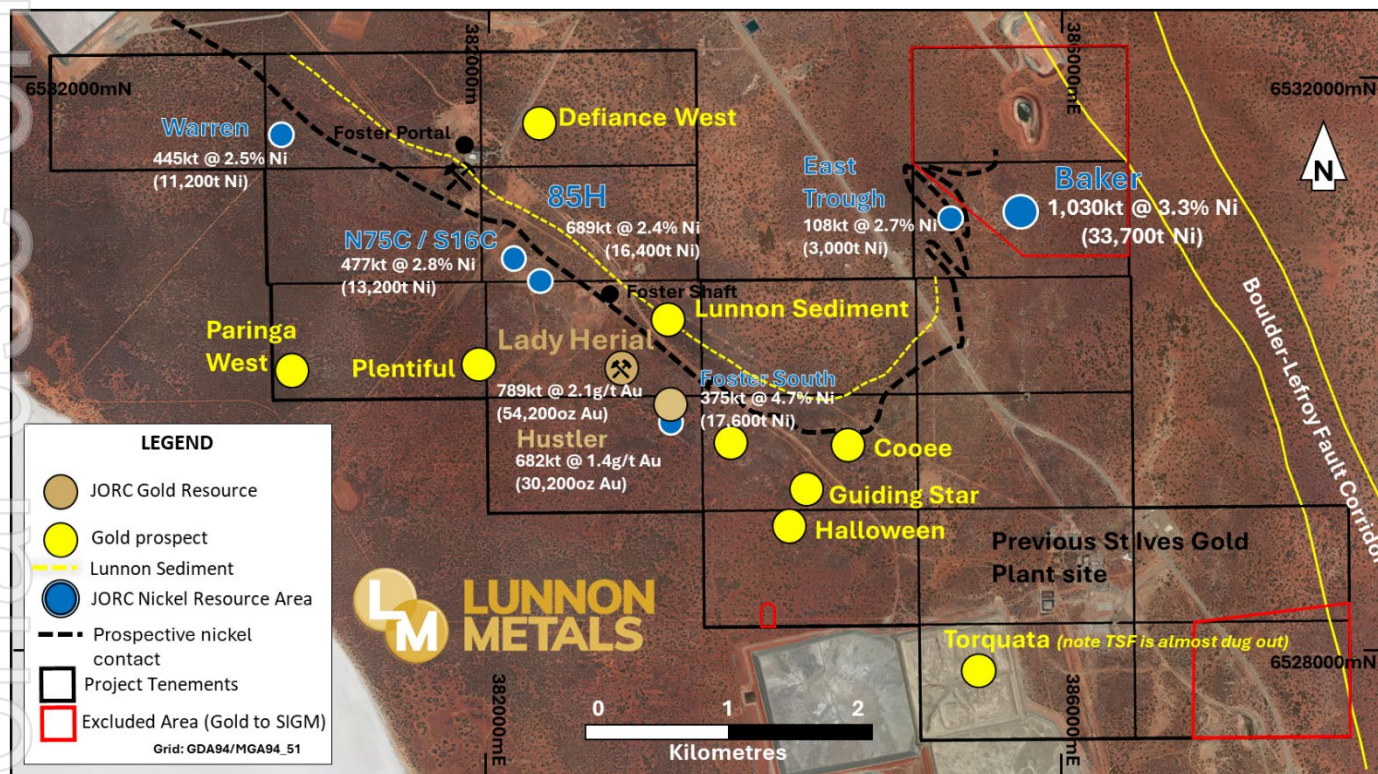 6532000mN
382000m
386000mE
6532000mN
Warren
445kt @ 2.5% Ni
(11,200t Ni)
Foster Portal
Defiance West
85H
689kt @ 2.4% Ni
(16,400t Ni)
East
Trough
108kt @ 2.7% Ni
(3,000t Ni)
Baker
1,030kt @ 3.3% Ni
(33,700t Ni)
N
N75C / S16C
477kt @ 2.8% Ni
(13,200t Ni)
Foster Shaft
Lunnon Sediment
Boulder-Lefroy Fault Corridor
Paringa
West
Plentiful
Lady Herial
789kt @ 2.1g/t Au
(54,200oz Au)
Foster South
375kt @ 4.7% Ni
(17,600t Ni)
Hustler
682kt @ 1.4g/t Au
(30,200oz Au)
Cooee
Guiding Star
Halloween
Previous St Ives Gold
Plant site
LEGEND
JORC Gold Resource
Gold prospect
Lunnon Sediment
JORC Nickel Resource Area
Prospective nickel
contact
Project Tenements
Excluded Area (Gold to SIGM)
Grid: GDA94/MGA94_51
LM
LUNNON
METALS
Torquata (note TSF is almost dug out)
6528000mN
382000mE
386000mE
0 1 2
Kilometres